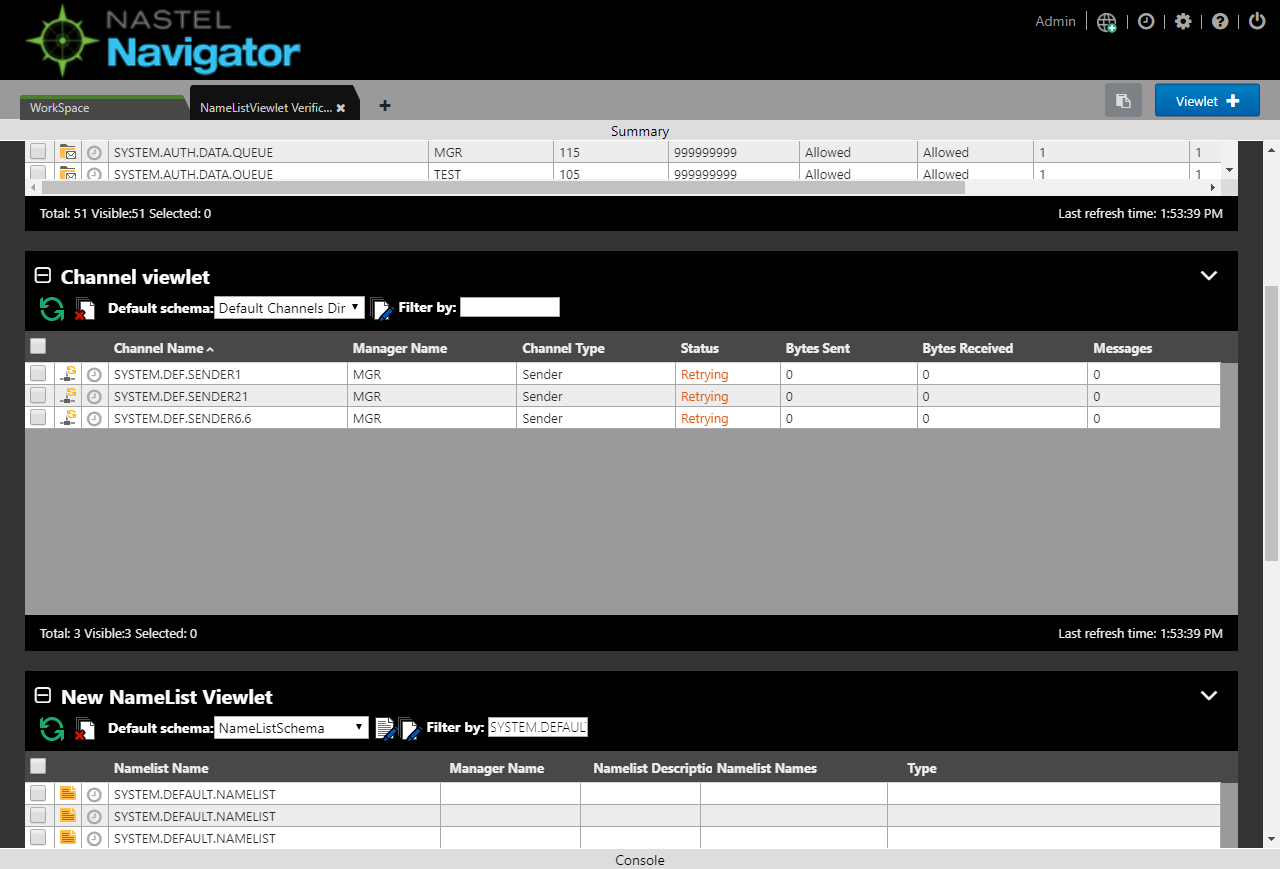 NASTEL
Navigator
Admin
WorkSpace
NameListViewlet Verific...
Viewlet
Summary
SYSTEM.AUTH.DATA.QUEUE MGR 115 999999999 Allowed Allowed 1 1
SYSTEM.AUTH.DATA.QUEUE TEST 105 999999999 Allowed Allowed 1 1
Total: 51 Visible:51 Selected: 0 Last refresh time: 1:53:39 PM
Channel viewlet
Default schema: Default Channels Dir Filter by:
Channel Name Manager Name Channel Type Status Bytes Sent Bytes Received Messages
SYSTEM.DEF.SENDER1 MGR Sender Retrying 0 0 0
SYSTEM.DEF.SENDER21 MGR Sender Retrying 0 0 0
SYSTEM.DEF.SENDER6.6 MGR Sender Retrying 0 0 0
Total: 3 Visible:3 Selected: 0 Last refresh time: 1:53:39 PM
New NameList Viewlet
Default schema: NameListSchema Filter by: SYSTEM.DEFAUL
Namelist Name Manager Name Namelist Descriptio Namelist Names Type
SYSTEM.DEFAULT.NAMELIST
SYSTEM.DEFAULT.NAMELIST
SYSTEM.DEFAULT.NAMELIST
Console